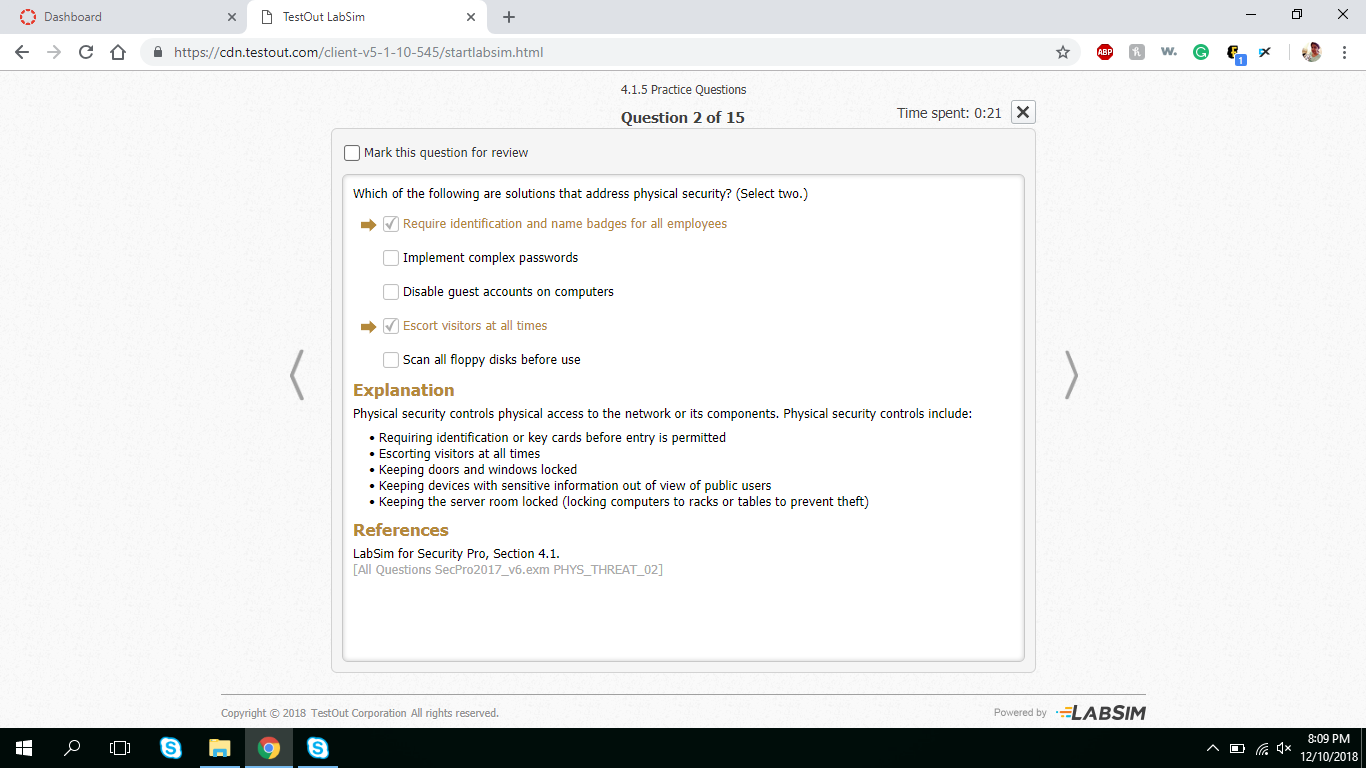 Dashboard
TestOut LabSim
https://cdn.testout.com/client-v5-1-10-545/startlabsim.html
ABP
w.
1
4.1.5 Practice Questions
Question 2 of 15
Time spent: 0:21
Mark this question for review
Which of the following are solutions that address physical security? (Select two.)
Require identification and name badges for all employees
Implement complex passwords
Disable guest accounts on computers
Escort visitors at all times
Scan all floppy disks before use
Explanation
Physical security controls physical access to the network or its components. Physical security controls include:
• Requiring identification or key cards before entry is permitted
• Escorting visitors at all times
• Keeping doors and windows locked
• Keeping devices with sensitive information out of view of public users
• Keeping the server room locked (locking computers to racks or tables to prevent theft)
References
LabSim for Security Pro, Section 4.1.
[All Questions SecPro2017_v6.exm PHYS_THREAT_02]
Copyright © 2018 TestOut Corporation All rights reserved.
Powered by LABSIM
8:09 PM
12/10/2018